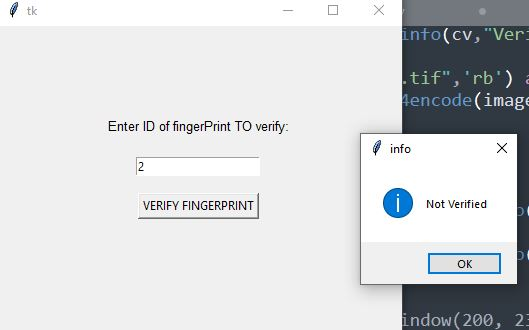 tk
Enter ID of fingerPrint TO verify:
2
VERIFY FINGERPRINT
info
Not Verified
OK
info(cv,"Veri
.tif",'rb') a
4encode(image
indow(200, 2